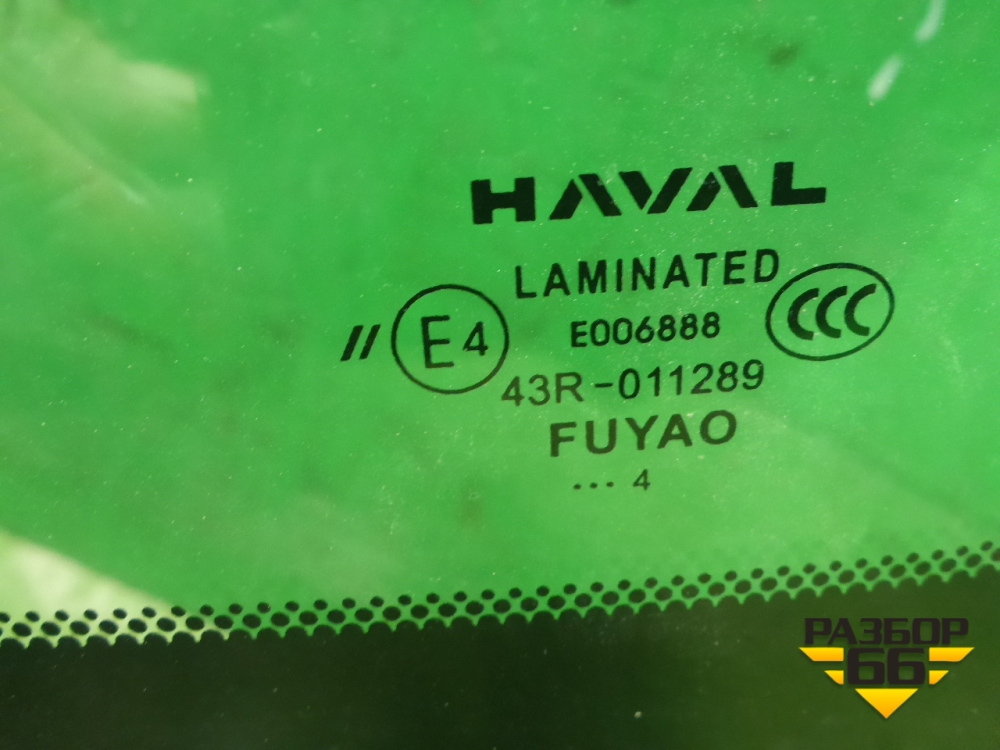 HAVAL
LAMINATED
// E4 E006888 CCC
43R-011289
FUYAO
... 4
РАЗБОР
66